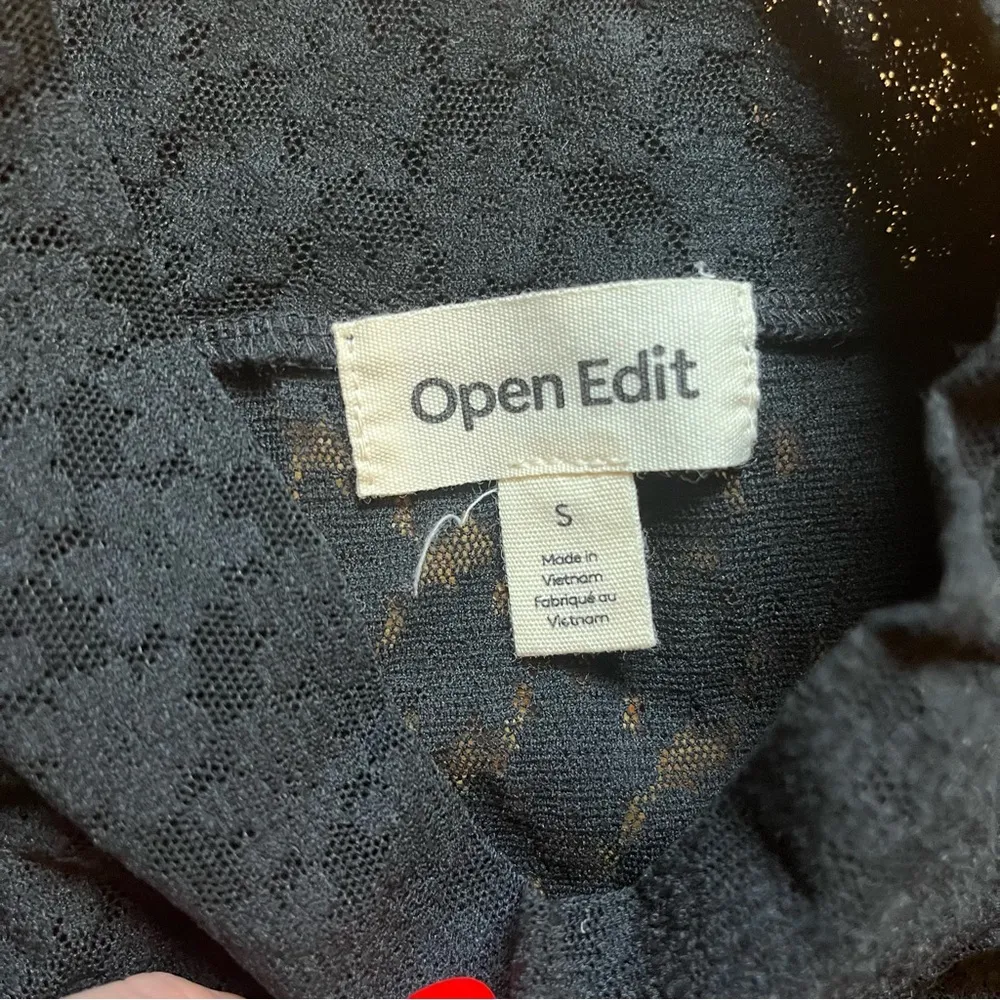 Open Edit
S
Made in
Vietnam
Fabriqué au
Vietnam